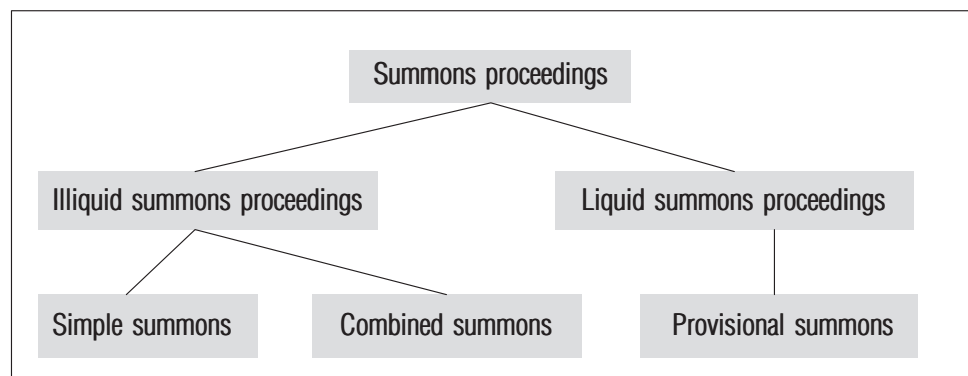 Summons proceedings
Illiquid summons proceedings
Liquid summons proceedings
Simple summons
Combined summons
Provisional summons